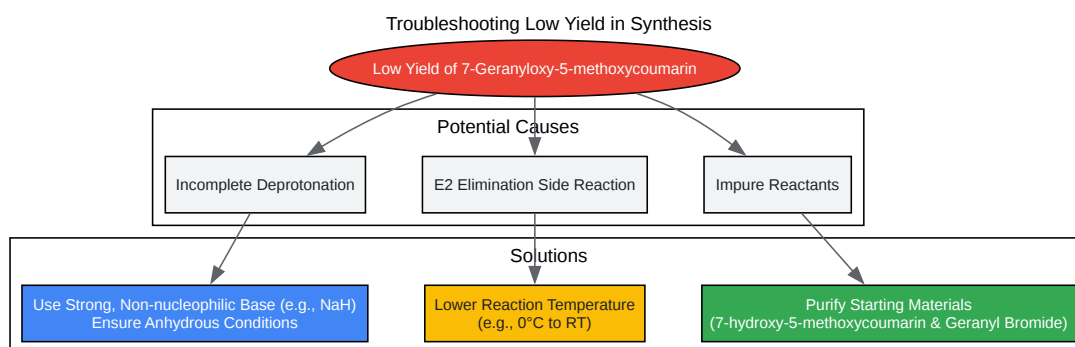 Troubleshooting Low Yield in Synthesis
Low Yield of 7-Geranyloxy-5-methoxycoumarin
Potential Causes
Incomplete Deprotonation
E2 Elimination Side Reaction
Impure Reactants
Solutions
Use Strong, Non-nucleophilic Base (e.g., NaH)
Ensure Anhydrous Conditions
Lower Reaction Temperature
(e.g., 0°C to RT)
Purify Starting Materials
(7-hydroxy-5-methoxycoumarin & Geranyl Bromide)